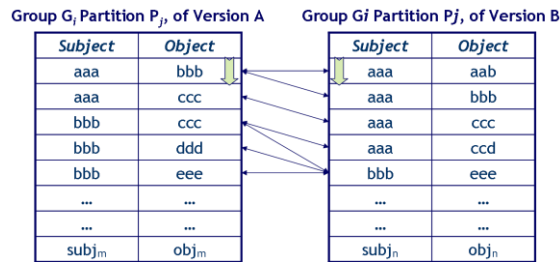 Group Gᵢ Partition Pⱼ, of Version A Group Gi Partition Pj, of Version B
Subject Object Subject Object
aaa bbb aaa aab
aaa ccc aaa bbb
bbb ccc aaa ccc
bbb ddd aaa ccd
bbb eee bbb eee
... ... ... ...
... ... ... ...
subjₘ objₘ subjₙ objₙ